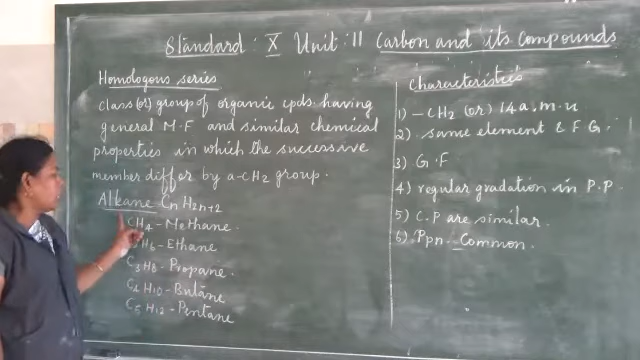 Standard : X Unit : 11 Carbon and its compounds
Homologous series
Class (or) group of organic cpds. having
general M.F and similar chemical
properties in which the successive
member differ by a -CH2 group.
Alkane CnH2n+2
CH4 - Methane.
H6 - Ethane
C3H8 - Propane.
C4H10 - Butane
C5H12 - Pentane
Characteristics
1) -CH2 (or) 14 a.m.u
2) same element & F G.
3) G.F
4) regular gradation in P.P.
5) C.P are similar.
6) Ppn. Common.